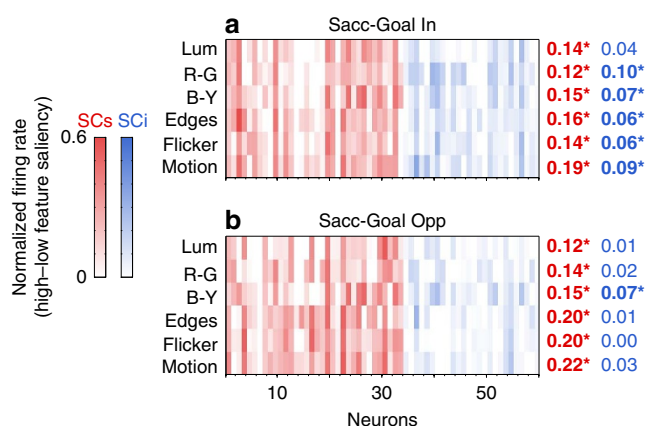 a
Sacc-Goal In
Lum 0.14* 0.04
R-G 0.12* 0.10*
B-Y 0.15* 0.07*
Edges 0.16* 0.06*
Flicker 0.14* 0.06*
Motion 0.19* 0.09*
Normalized firing rate
(high–low feature saliency)
SCs SCi
0.6
0
b
Sacc-Goal Opp
Lum 0.12* 0.01
R-G 0.14* 0.02
B-Y 0.15* 0.07*
Edges 0.20* 0.01
Flicker 0.20* 0.00
Motion 0.22* 0.03
10 30 50
Neurons